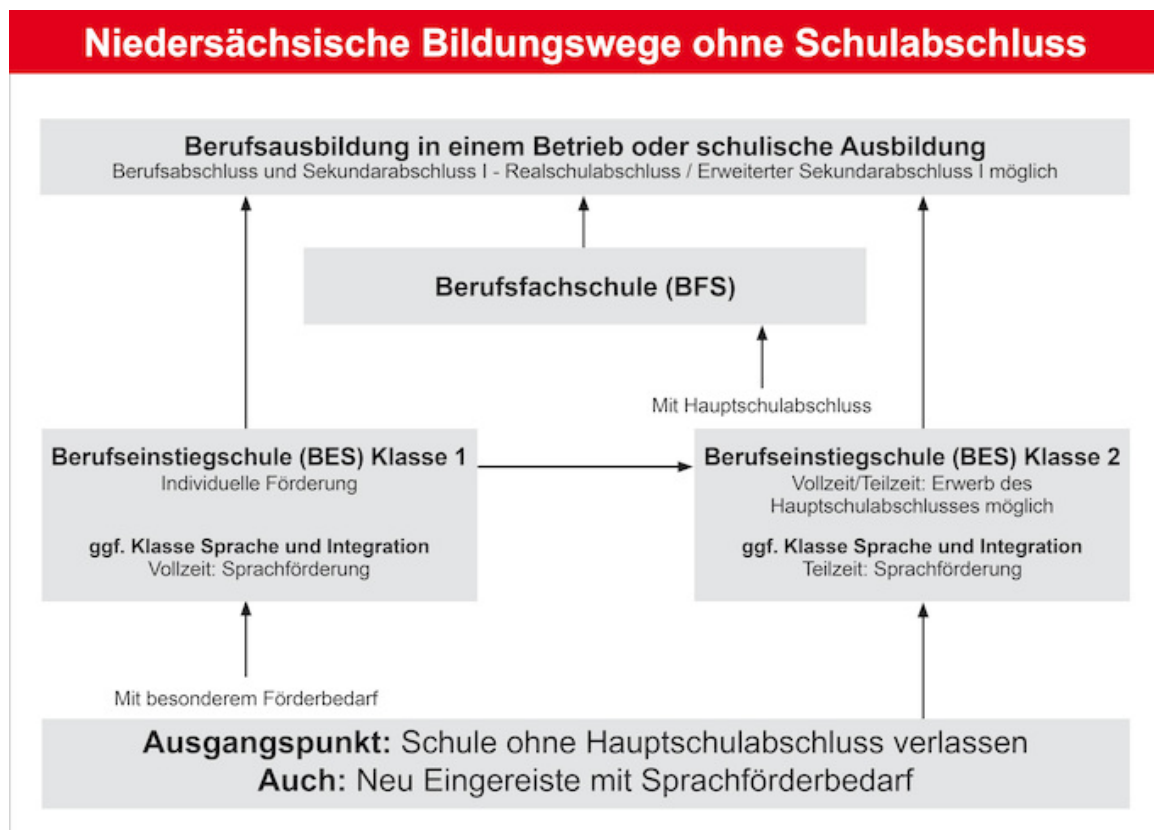 Niedersächsische Bildungswege ohne Schulabschluss
Berufsausbildung in einem Betrieb oder schulische Ausbildung
Berufsabschluss und Sekundarabschluss I - Realschulabschluss / Erweiterter Sekundarabschluss I möglich
Berufsfachschule (BFS)
Mit Hauptschulabschluss
Berufseinstiegschule (BES) Klasse 1
Individuelle Förderung
ggf. Klasse Sprache und Integration
Vollzeit: Sprachförderung
Berufseinstiegschule (BES) Klasse 2
Vollzeit/Teilzeit: Erwerb des
Hauptschulabschlusses möglich
ggf. Klasse Sprache und Integration
Teilzeit: Sprachförderung
Mit besonderem Förderbedarf
Ausgangspunkt: Schule ohne Hauptschulabschluss verlassen
Auch: Neu Eingereiste mit Sprachförderbedarf